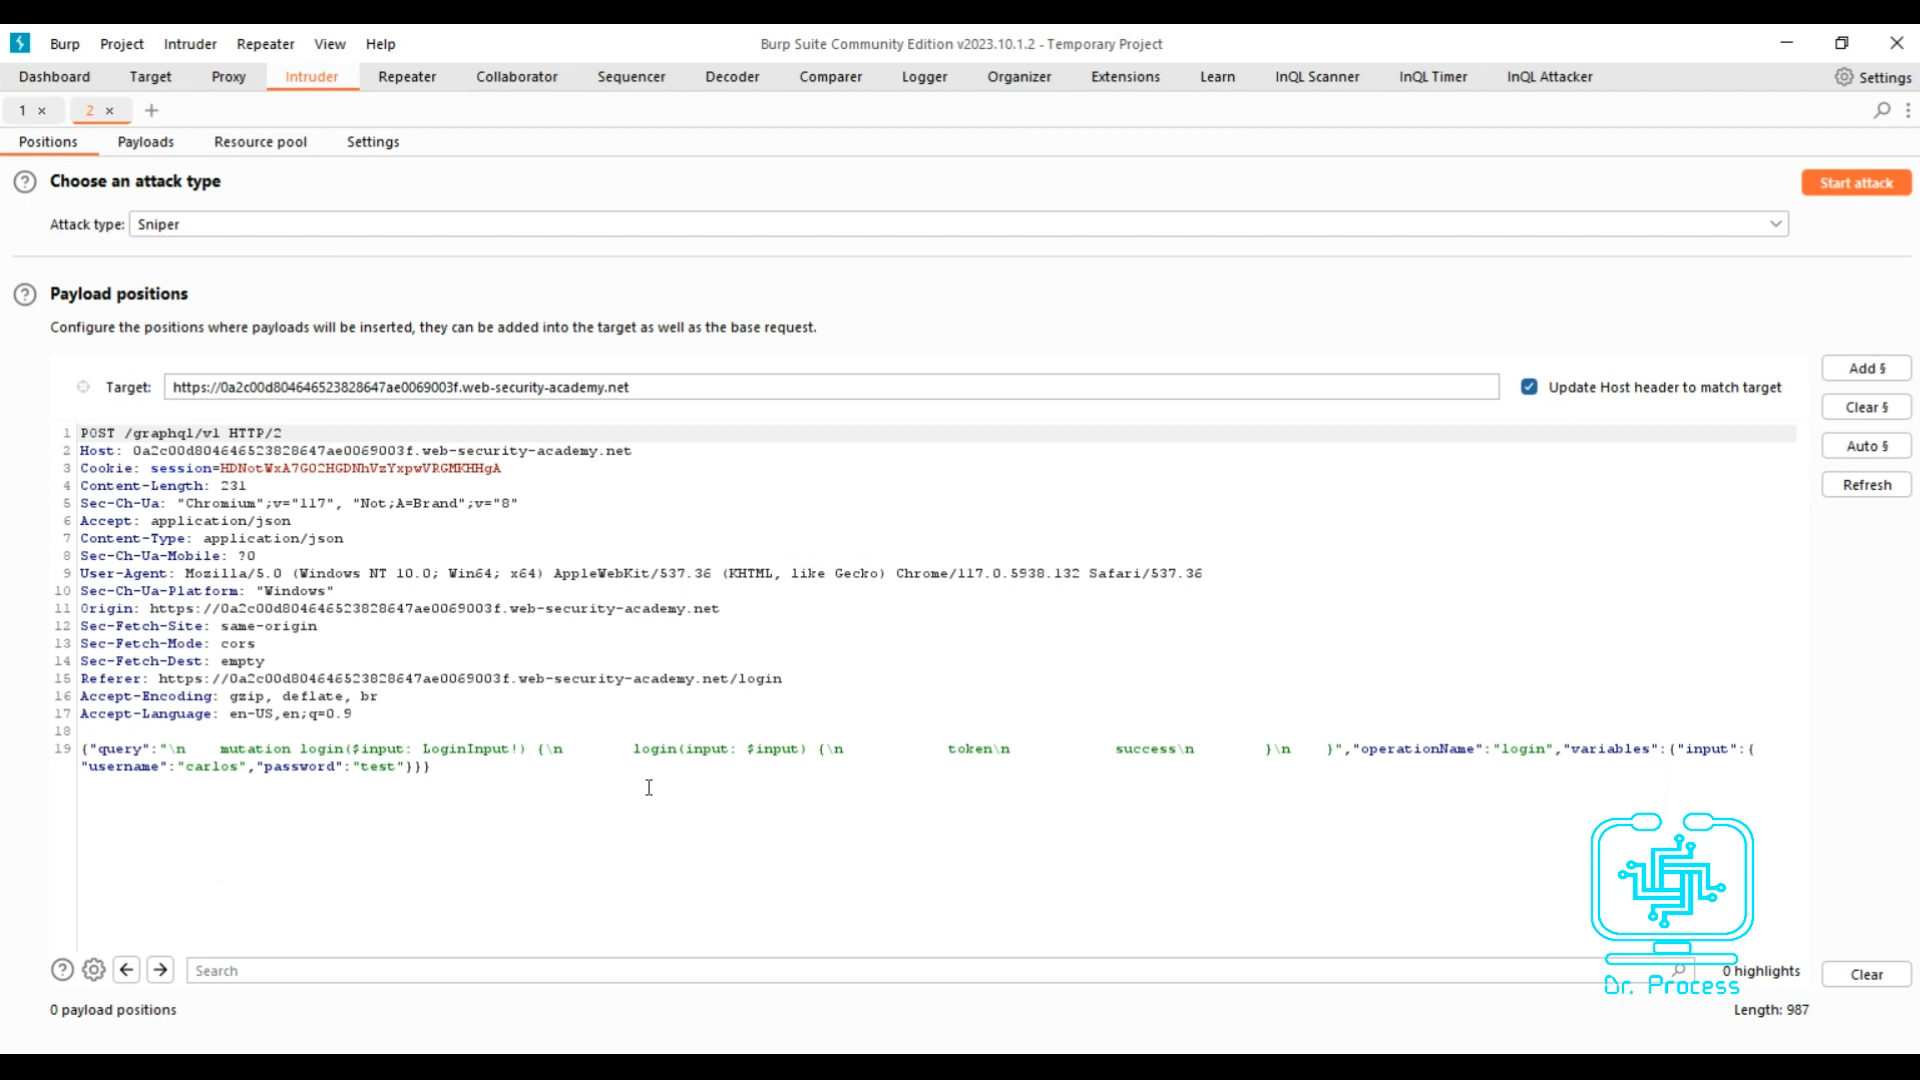 Burp Project Intruder Repeater View Help Burp Suite Community Edition v2023.10.1.2 - Temporary Project
Dashboard Target Proxy Intruder Repeater Collaborator Sequencer Decoder Comparer Logger Organizer Extensions Learn InQL Scanner InQL Timer InQL Attacker Settings
1 × 2 × +
Positions Payloads Resource pool Settings
? Choose an attack type
Start attack
Attack type: Sniper
? Payload positions
Configure the positions where payloads will be inserted, they can be added into the target as well as the base request.
Add §
Target: https://0a2c00d804646523828647ae0069003f.web-security-academy.net Update Host header to match target
Clear §
Auto §
Refresh
1 POST /graphql/v1 HTTP/2
2 Host: 0a2c00d804646523828647ae0069003f.web-security-academy.net
3 Cookie: session=HDNotWxA7G02HGDNhVzYxpwVRGMKHHgA
4 Content-Length: 231
5 Sec-Ch-Ua: "Chromium";v="117", "Not;A=Brand";v="8"
6 Accept: application/json
7 Content-Type: application/json
8 Sec-Ch-Ua-Mobile: ?0
9 User-Agent: Mozilla/5.0 (Windows NT 10.0; Win64; x64) AppleWebKit/537.36 (KHTML, like Gecko) Chrome/117.0.5938.132 Safari/537.36
10 Sec-Ch-Ua-Platform: "Windows"
11 Origin: https://0a2c00d804646523828647ae0069003f.web-security-academy.net
12 Sec-Fetch-Site: same-origin
13 Sec-Fetch-Mode: cors
14 Sec-Fetch-Dest: empty
15 Referer: https://0a2c00d804646523828647ae0069003f.web-security-academy.net/login
16 Accept-Encoding: gzip, deflate, br
17 Accept-Language: en-US,en;q=0.9
18
19 {"query":"\n    mutation login($input: LoginInput!) {\n        login(input: $input) {\n            token\n            success\n        }\n    }","operationName":"login","variables":{"input":{
"username":"carlos","password":"test"}}}
? Search 0 highlights Clear
Dr. Process
0 payload positions Length: 987